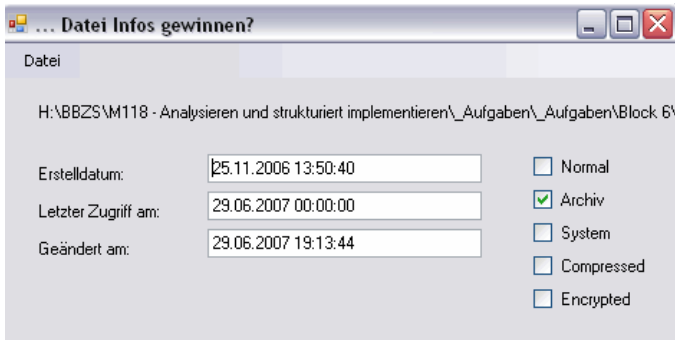 ... Datei Infos gewinnen?
Datei
H:\BBZS\M118 - Analysieren und strukturiert implementieren\_Aufgaben\_Aufgaben\Block 6\
Erstelldatum:
25.11.2006 13:50:40
Letzter Zugriff am:
29.06.2007 00:00:00
Geändert am:
29.06.2007 19:13:44
Normal
Archiv
System
Compressed
Encrypted